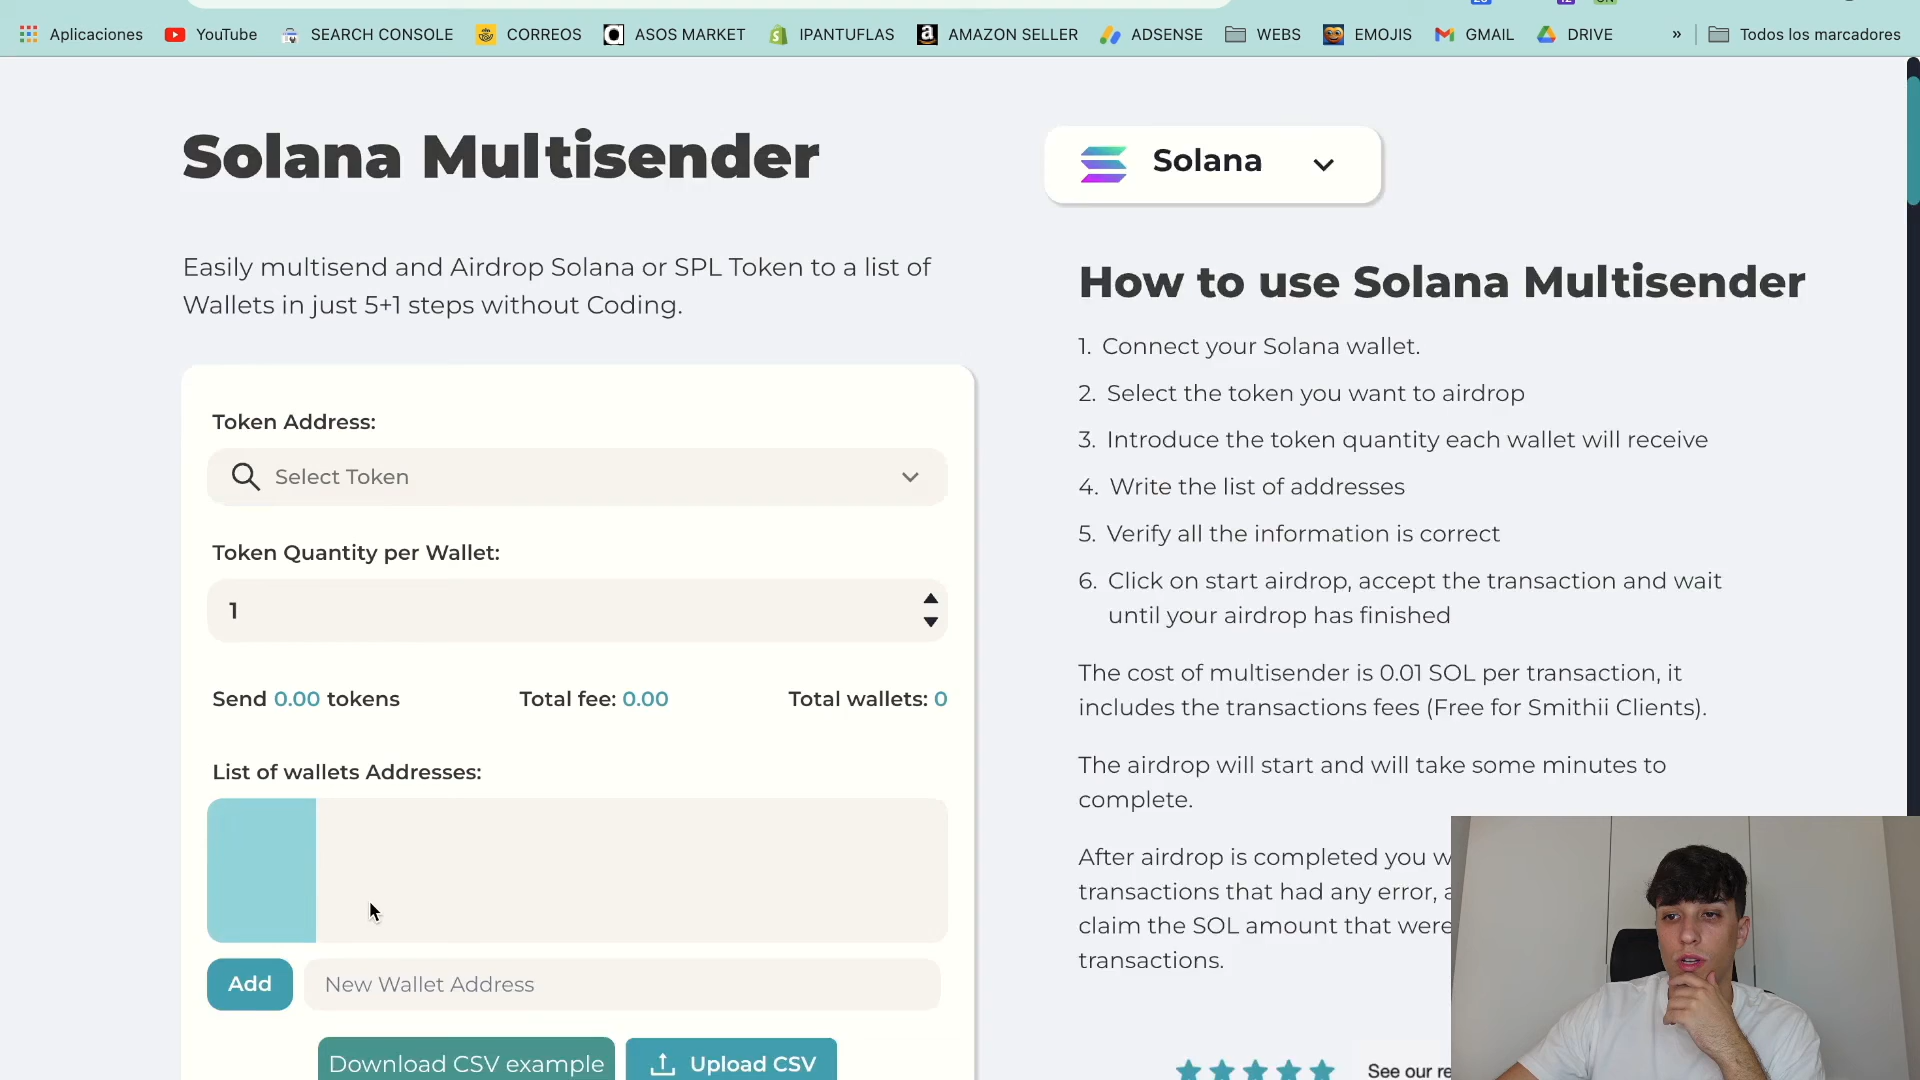 Aplicaciones YouTube SEARCH CONSOLE CORREOS ASOS MARKET IPANTUFLAS AMAZON SELLER ADSENSE WEBS EMOJIS GMAIL DRIVE » Todos los marcadores
Solana Multisender
Easily multisend and Airdrop Solana or SPL Token to a list of
Wallets in just 5+1 steps without Coding.
Token Address:
Select Token
Token Quantity per Wallet:
1
Send 0.00 tokens Total fee: 0.00 Total wallets: 0
List of wallets Addresses:
Add New Wallet Address
Download CSV example Upload CSV
Solana
How to use Solana Multisender
1. Connect your Solana wallet.
2. Select the token you want to airdrop
3. Introduce the token quantity each wallet will receive
4. Write the list of addresses
5. Verify all the information is correct
6. Click on start airdrop, accept the transaction and wait
until your airdrop has finished
The cost of multisender is 0.01 SOL per transaction, it
includes the transactions fees (Free for Smithii Clients).
The airdrop will start and will take some minutes to
complete.
After airdrop is completed you w
transactions that had any error, a
claim the SOL amount that were
transactions.
See our re